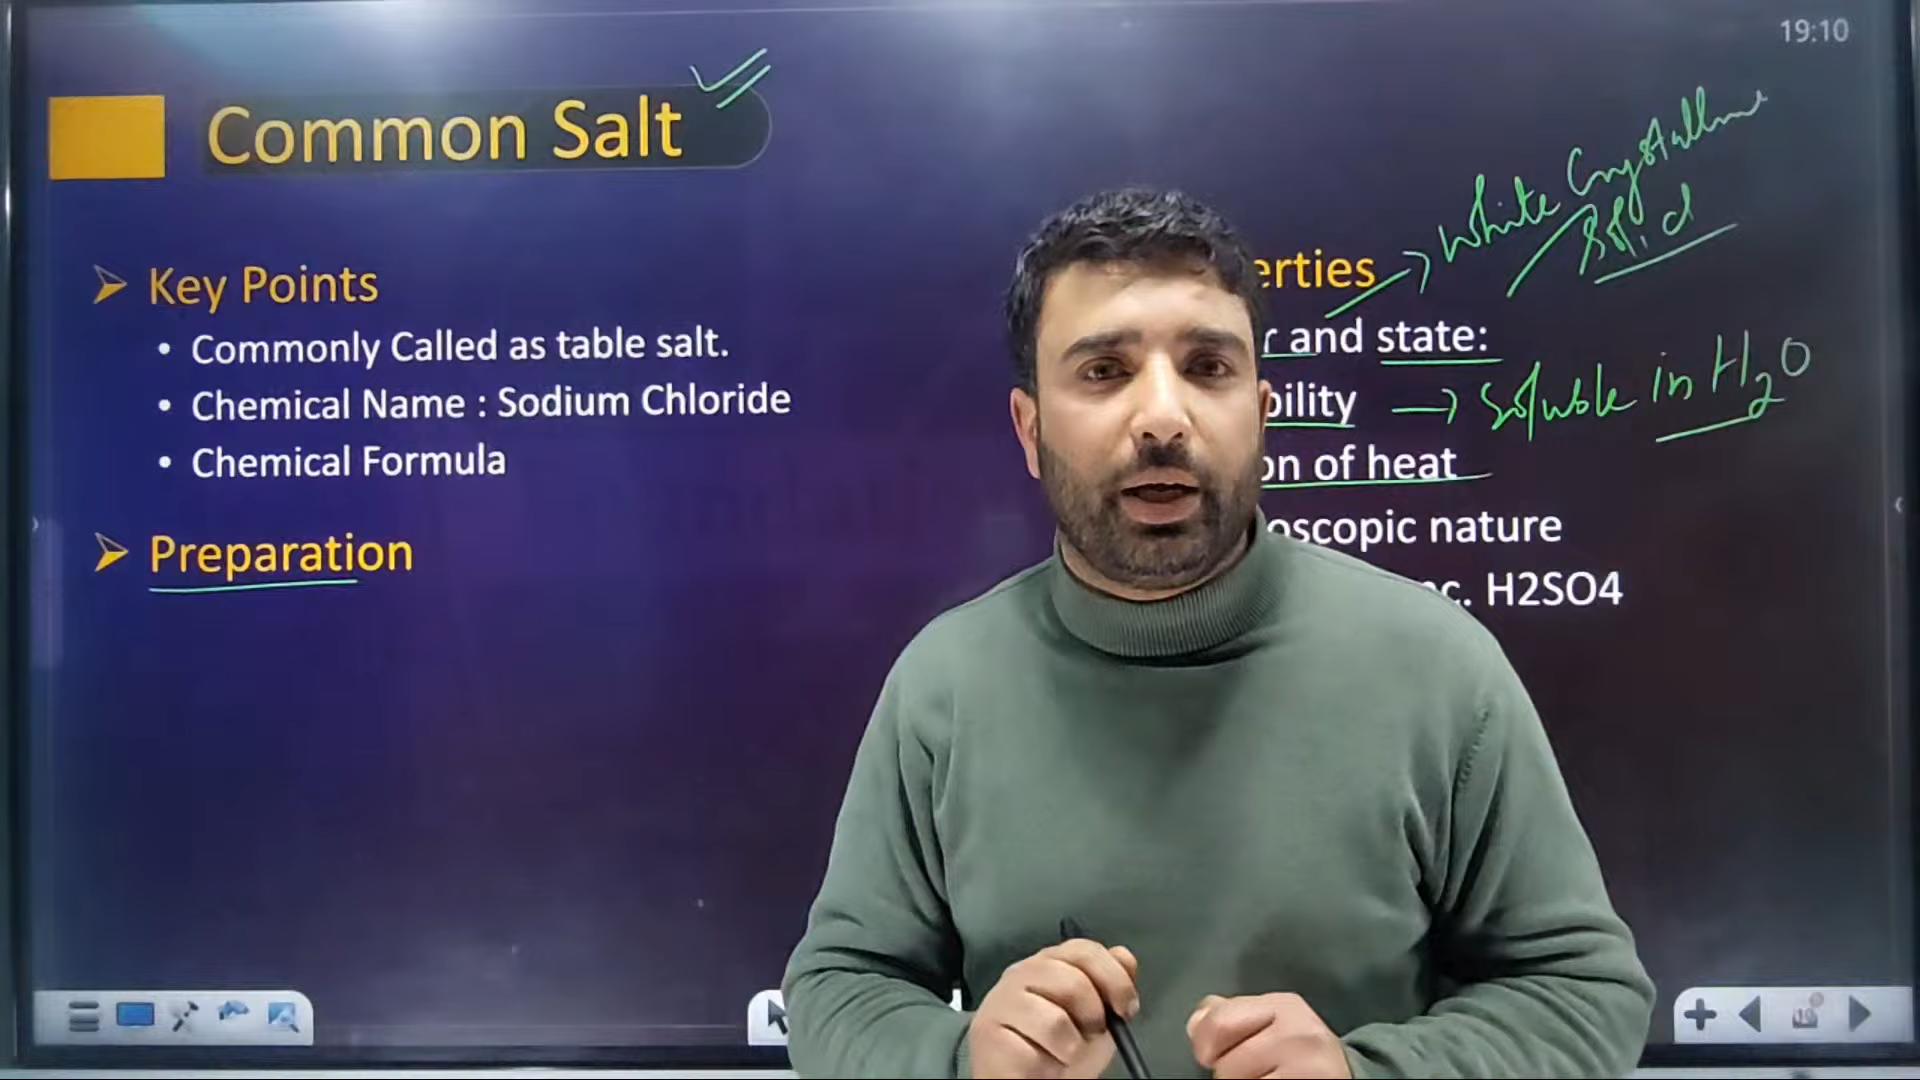 19:10
Common Salt
Key Points
• Commonly Called as table salt.
• Chemical Name : Sodium Chloride
• Chemical Formula
Preparation
erties → White Crystalline
Solid
r and state:
bility → Soluble in H2O
on of heat
oscopic nature
c. H2SO4